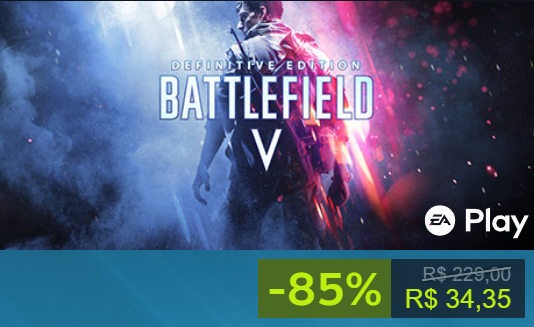 DEFINITIVE EDITION
BATTLEFIELD
V
EA Play
-85%
R$ 229,00
R$ 34,35